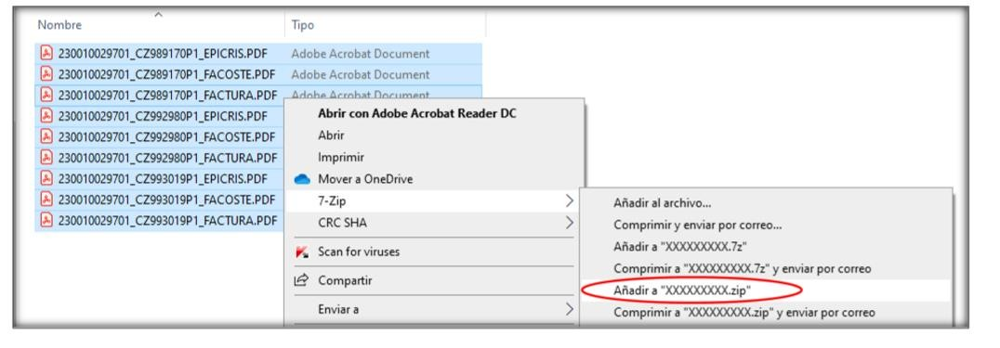 Nombre Tipo
230010029701_CZ989170P1_EPICRIS.PDF Adobe Acrobat Document
230010029701_CZ989170P1_FACOSTE.PDF Adobe Acrobat Document
230010029701_CZ989170P1_FACTURA.PDF Adobe Acrobat Document
230010029701_CZ992980P1_EPICRIS.PDF
230010029701_CZ992980P1_FACOSTE.PDF
230010029701_CZ992980P1_FACTURA.PDF
230010029701_CZ993019P1_EPICRIS.PDF
230010029701_CZ993019P1_FACOSTE.PDF
230010029701_CZ993019P1_FACTURA.PDF
Abrir con Adobe Acrobat Reader DC
Abrir
Imprimir
Mover a OneDrive
7-Zip
CRC SHA
Scan for viruses
Compartir
Enviar a
Añadir al archivo...
Comprimir y enviar por correo...
Añadir a "XXXXXXXXX.7z"
Comprimir a "XXXXXXXXX.7z" y enviar por correo
Añadir a "XXXXXXXXX.zip"
Comprimir a "XXXXXXXXX.zip" y enviar por correo